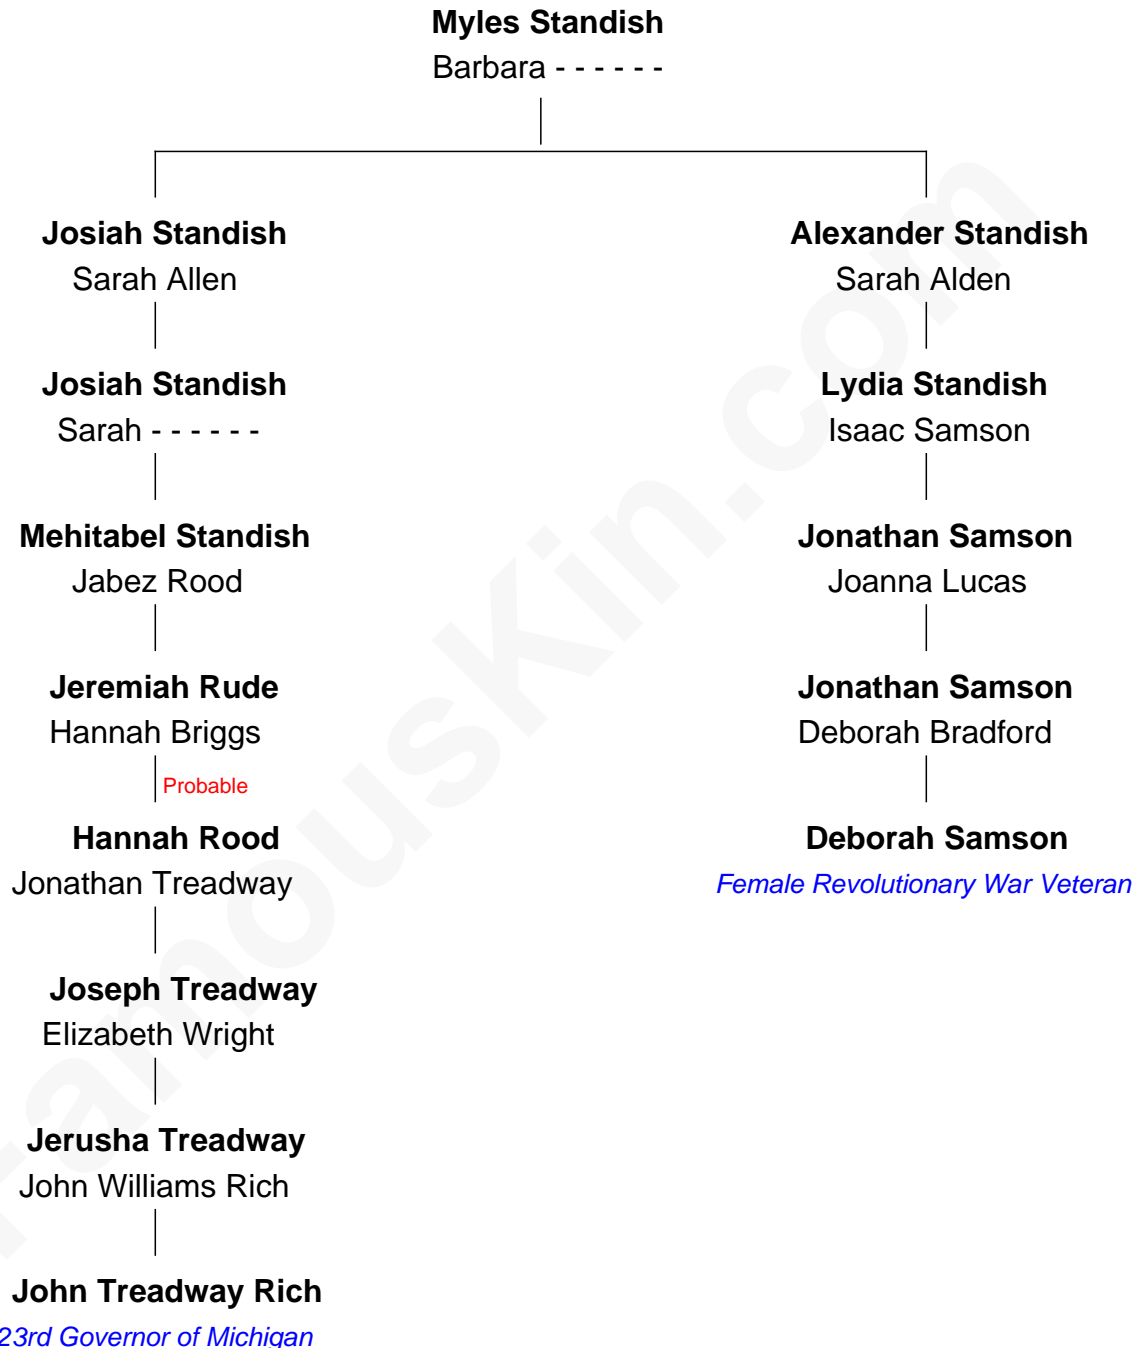 Myles Standish
Barbara - - - - - -
Josiah Standish
Sarah Allen
Alexander Standish
Sarah Alden
Josiah Standish
Sarah - - - - - -
Lydia Standish
Isaac Samson
Mehitabel Standish
Jabez Rood
Jonathan Samson
Joanna Lucas
Jeremiah Rude
Hannah Briggs
Jonathan Samson
Deborah Bradford
Probable
Hannah Rood
Jonathan Treadway
Deborah Samson
Female Revolutionary War Veteran
Joseph Treadway
Elizabeth Wright
Jerusha Treadway
John Williams Rich
John Treadway Rich
23rd Governor of Michigan
FamousKin.com